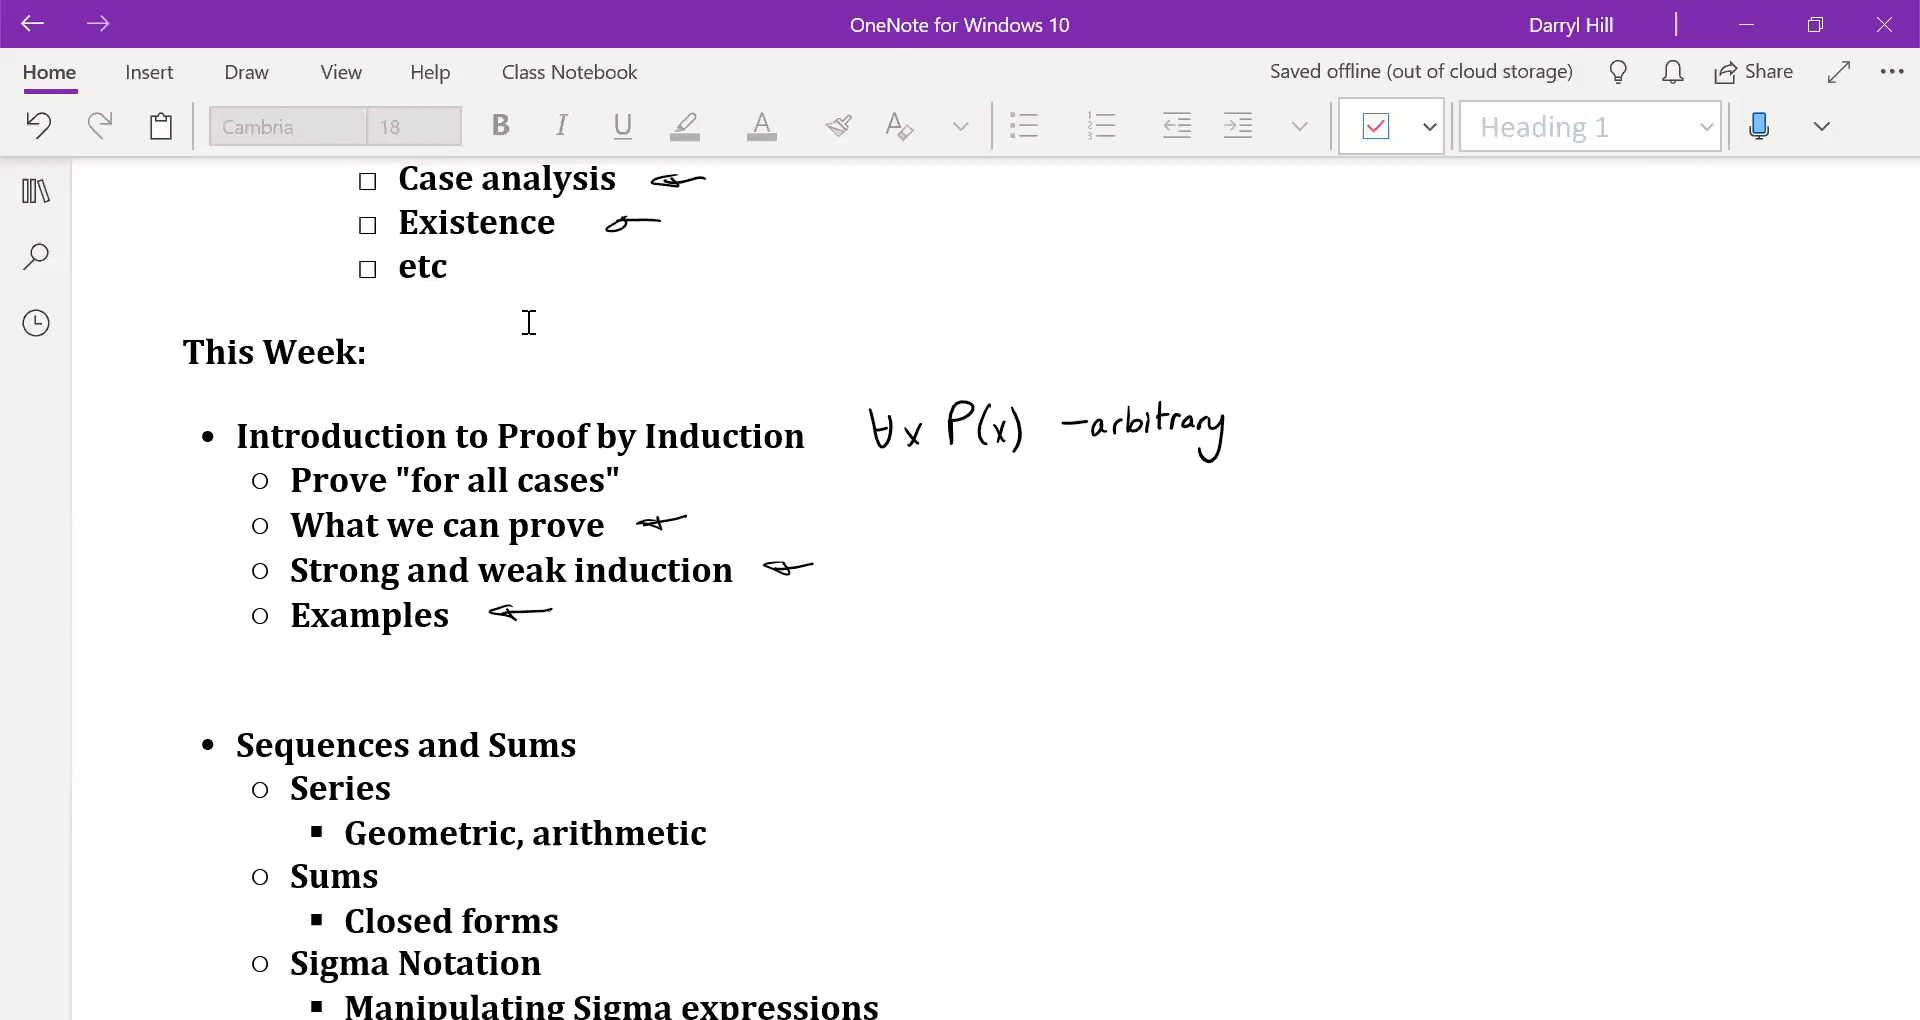 OneNote for Windows 10
Darryl Hill
Home Insert Draw View Help Class Notebook
Saved offline (out of cloud storage) Share
Cambria 18 B I U A A Heading 1
□ Case analysis
□ Existence
□ etc
This Week:
• Introduction to Proof by Induction ∀x P(x) -arbitrary
○ Prove "for all cases"
○ What we can prove
○ Strong and weak induction
○ Examples
• Sequences and Sums
○ Series
▪ Geometric, arithmetic
○ Sums
▪ Closed forms
○ Sigma Notation
▪ Manipulating Sigma expressions